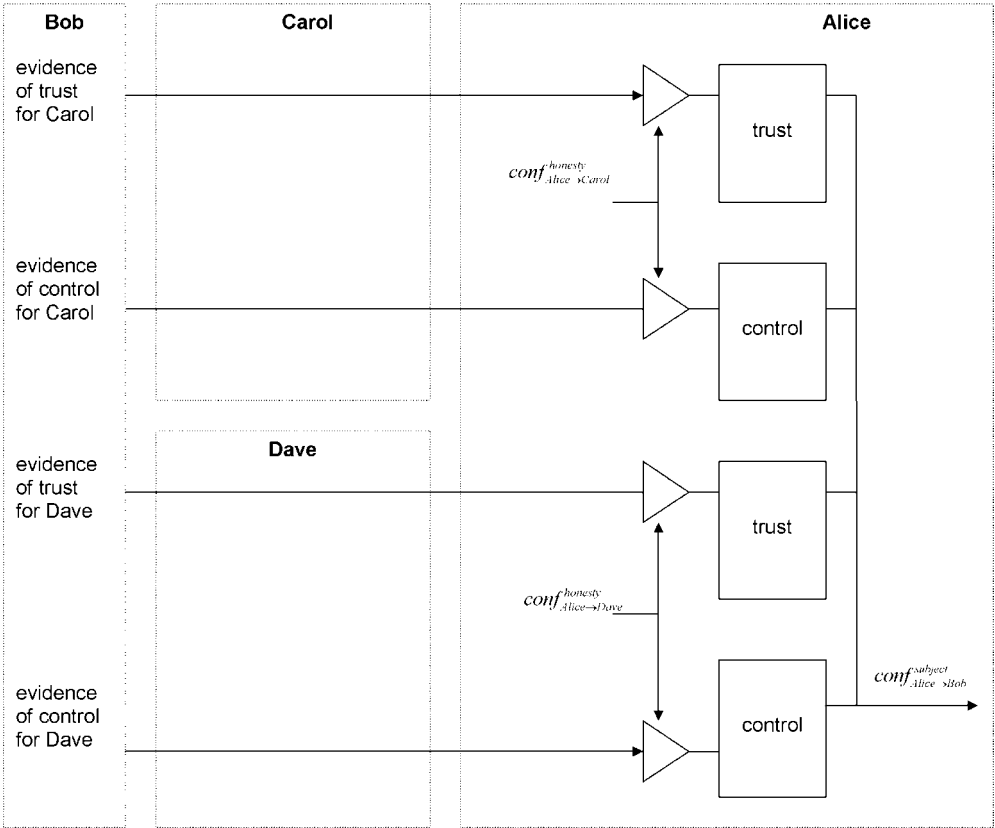 Bob
Carol
Alice
evidence
of trust
for Carol
trust
conf honesty Alice→Carol
evidence
of control
for Carol
control
Dave
evidence
of trust
for Dave
trust
conf honesty Alice→Dave
conf subject Alice→Bob
evidence
of control
for Dave
control